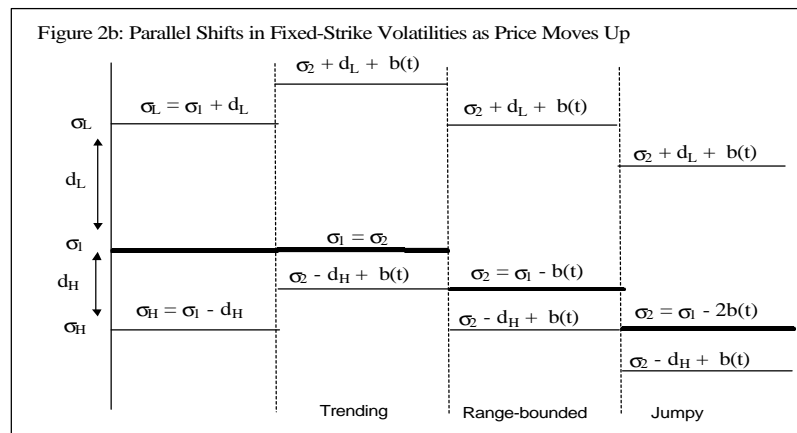 Figure 2b: Parallel Shifts in Fixed-Strike Volatilities as Price Moves Up
σ2 + dL + b(t)
σL = σ1 + dL
σ2 + dL + b(t)
σL
σ2 + dL + b(t)
dL
σ1
σ1 = σ2
dH
σ2 - dH + b(t)
σ2 = σ1 - b(t)
σH
σH = σ1 - dH
σ2 - dH + b(t)
σ2 = σ1 - 2b(t)
σ2 - dH + b(t)
Trending
Range-bounded
Jumpy